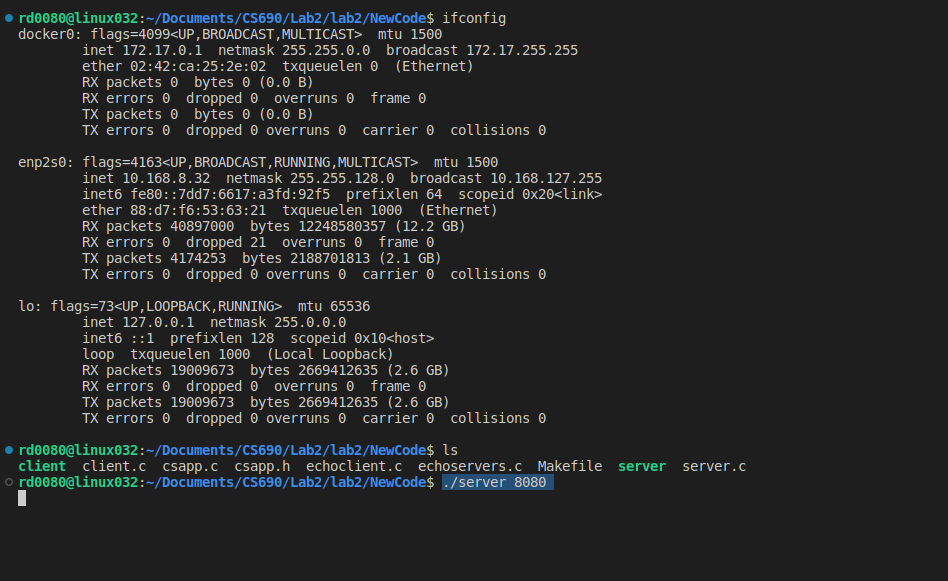 rd0080@linux032:~/Documents/CS690/Lab2/lab2/NewCode$ ifconfig
docker0: flags=4099<UP,BROADCAST,MULTICAST>  mtu 1500
        inet 172.17.0.1  netmask 255.255.0.0  broadcast 172.17.255.255
        ether 02:42:ca:25:2e:02  txqueuelen 0  (Ethernet)
        RX packets 0  bytes 0 (0.0 B)
        RX errors 0  dropped 0  overruns 0  frame 0
        TX packets 0  bytes 0 (0.0 B)
        TX errors 0  dropped 0 overruns 0  carrier 0  collisions 0

enp2s0: flags=4163<UP,BROADCAST,RUNNING,MULTICAST>  mtu 1500
        inet 10.168.8.32  netmask 255.255.128.0  broadcast 10.168.127.255
        inet6 fe80::7dd7:6617:a3fd:92f5  prefixlen 64  scopeid 0x20<link>
        ether 88:d7:f6:53:63:21  txqueuelen 1000  (Ethernet)
        RX packets 40897000  bytes 12248580357 (12.2 GB)
        RX errors 0  dropped 21  overruns 0  frame 0
        TX packets 4174253  bytes 2188701813 (2.1 GB)
        TX errors 0  dropped 0 overruns 0  carrier 0  collisions 0

lo: flags=73<UP,LOOPBACK,RUNNING>  mtu 65536
        inet 127.0.0.1  netmask 255.0.0.0
        inet6 ::1  prefixlen 128  scopeid 0x10<host>
        loop  txqueuelen 1000  (Local Loopback)
        RX packets 19009673  bytes 2669412635 (2.6 GB)
        RX errors 0  dropped 0  overruns 0  frame 0
        TX packets 19009673  bytes 2669412635 (2.6 GB)
        TX errors 0  dropped 0 overruns 0  carrier 0  collisions 0

rd0080@linux032:~/Documents/CS690/Lab2/lab2/NewCode$ ls
client  client.c  csapp.c  csapp.h  echoclient.c  echoservers.c  Makefile  server  server.c
rd0080@linux032:~/Documents/CS690/Lab2/lab2/NewCode$ ./server 8080